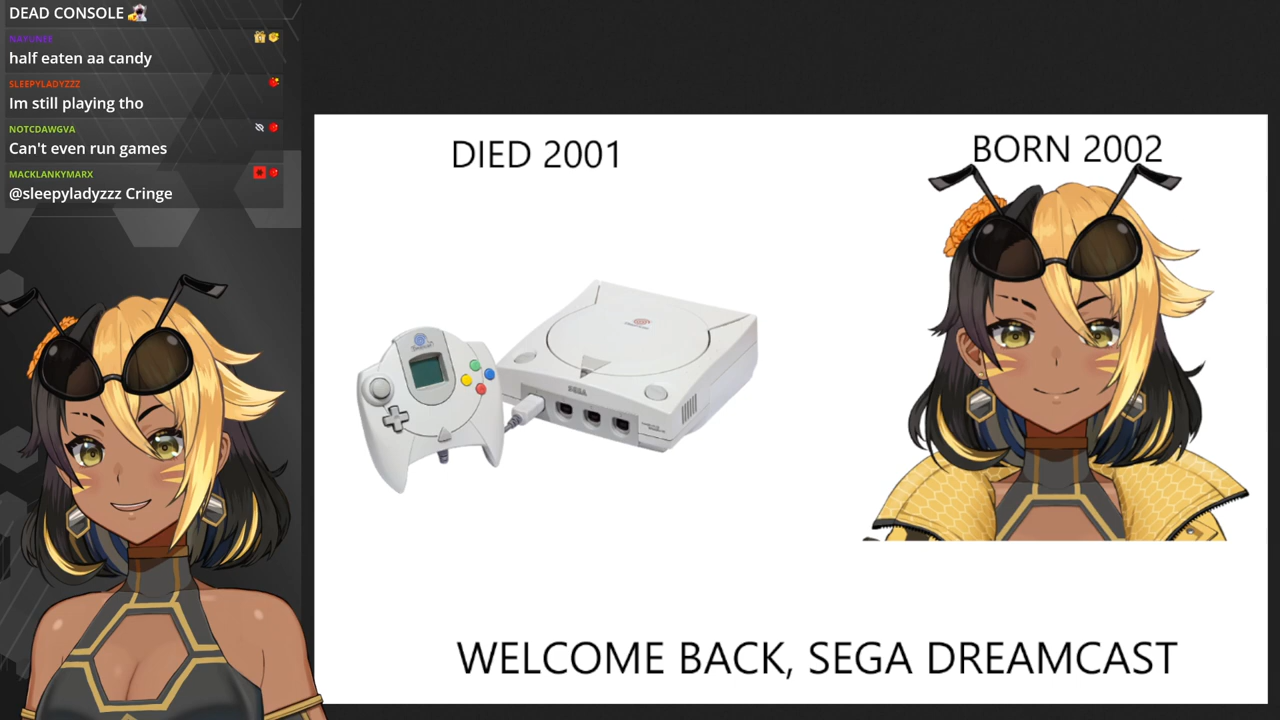 DEAD CONSOLE
NAYUNEE
half eaten aa candy
SLEEPYLADYZZZ
Im still playing tho
NOTCDAWGVA
Can't even run games
MACKLANKYMARX
@sleepyladyzzz Cringe
DIED 2001
BORN 2002
SEGA
WELCOME BACK, SEGA DREAMCAST